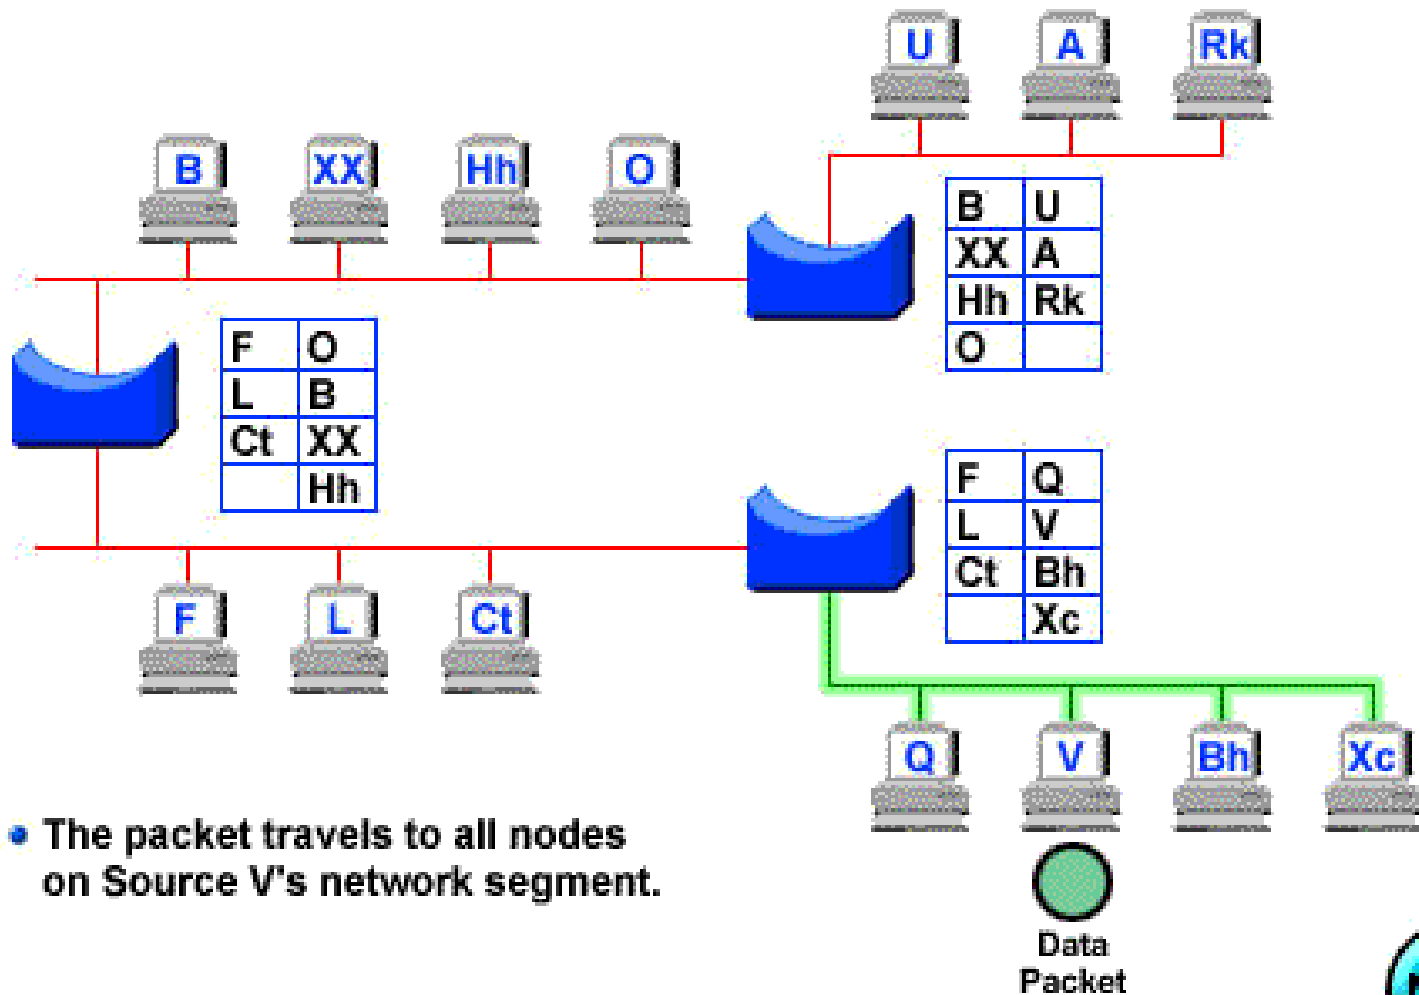 U A Rk
B XX Hh O
B U
XX A
Hh Rk
O
F O
L B
Ct XX
Hh
F Q
L V
Ct Bh
Xc
F L Ct
Q V Bh Xc
The packet travels to all nodes
on Source V's network segment.
Data
Packet